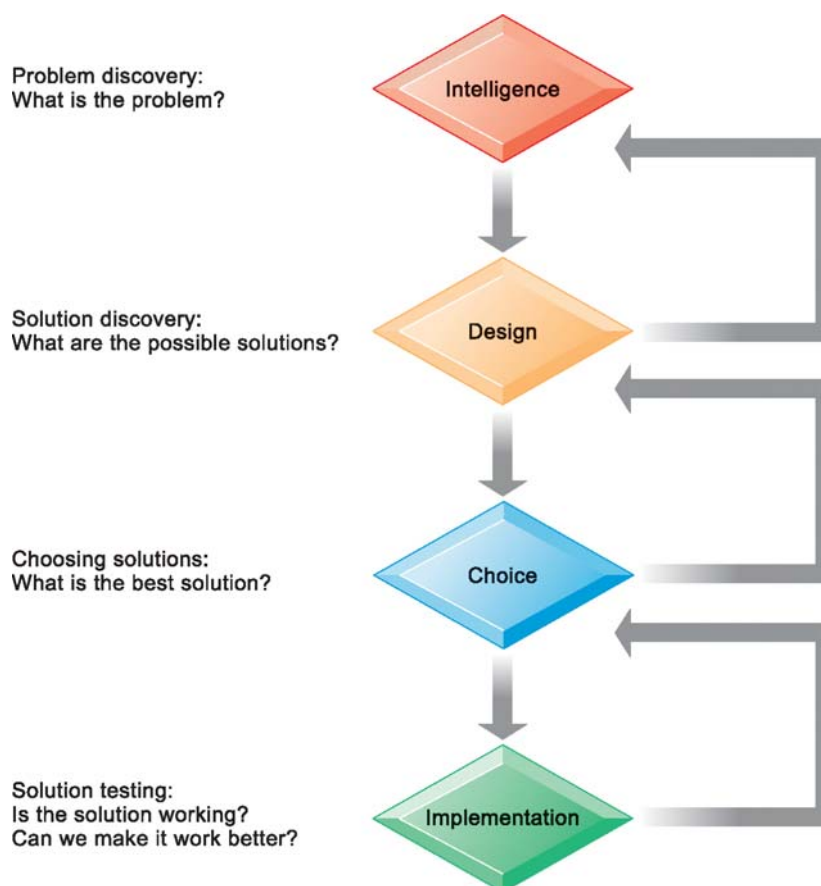 Problem discovery:
What is the problem?
Intelligence
Solution discovery:
What are the possible solutions?
Design
Choosing solutions:
What is the best solution?
Choice
Solution testing:
Is the solution working?
Can we make it work better?
Implementation